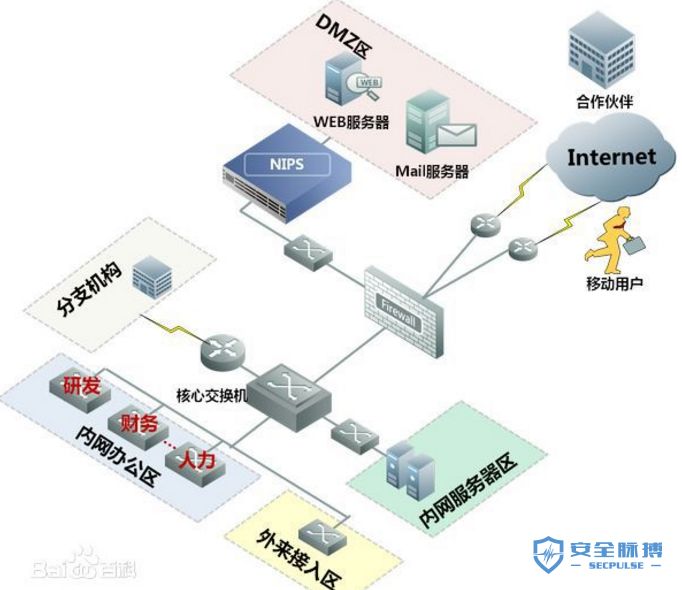 DMZ区
WEB
WEB服务器
Mail服务器
合作伙伴
Internet
移动用户
NIPS
Firewall
分支机构
核心交换机
研发
财务
...
人力
内网办公区
内网服务器区
外来接入区
Bai百科
安全脉搏
SECPULSE